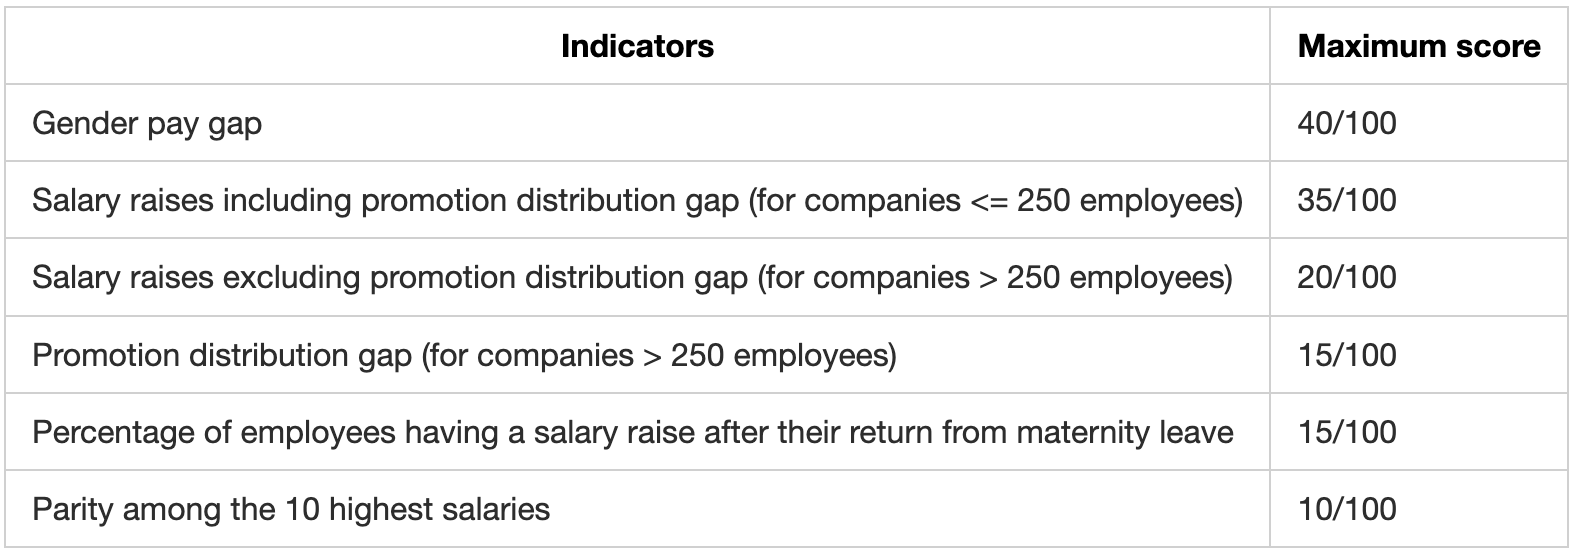 Indicators Maximum score
Gender pay gap 40/100
Salary raises including promotion distribution gap (for companies <= 250 employees) 35/100
Salary raises excluding promotion distribution gap (for companies > 250 employees) 20/100
Promotion distribution gap (for companies > 250 employees) 15/100
Percentage of employees having a salary raise after their return from maternity leave 15/100
Parity among the 10 highest salaries 10/100